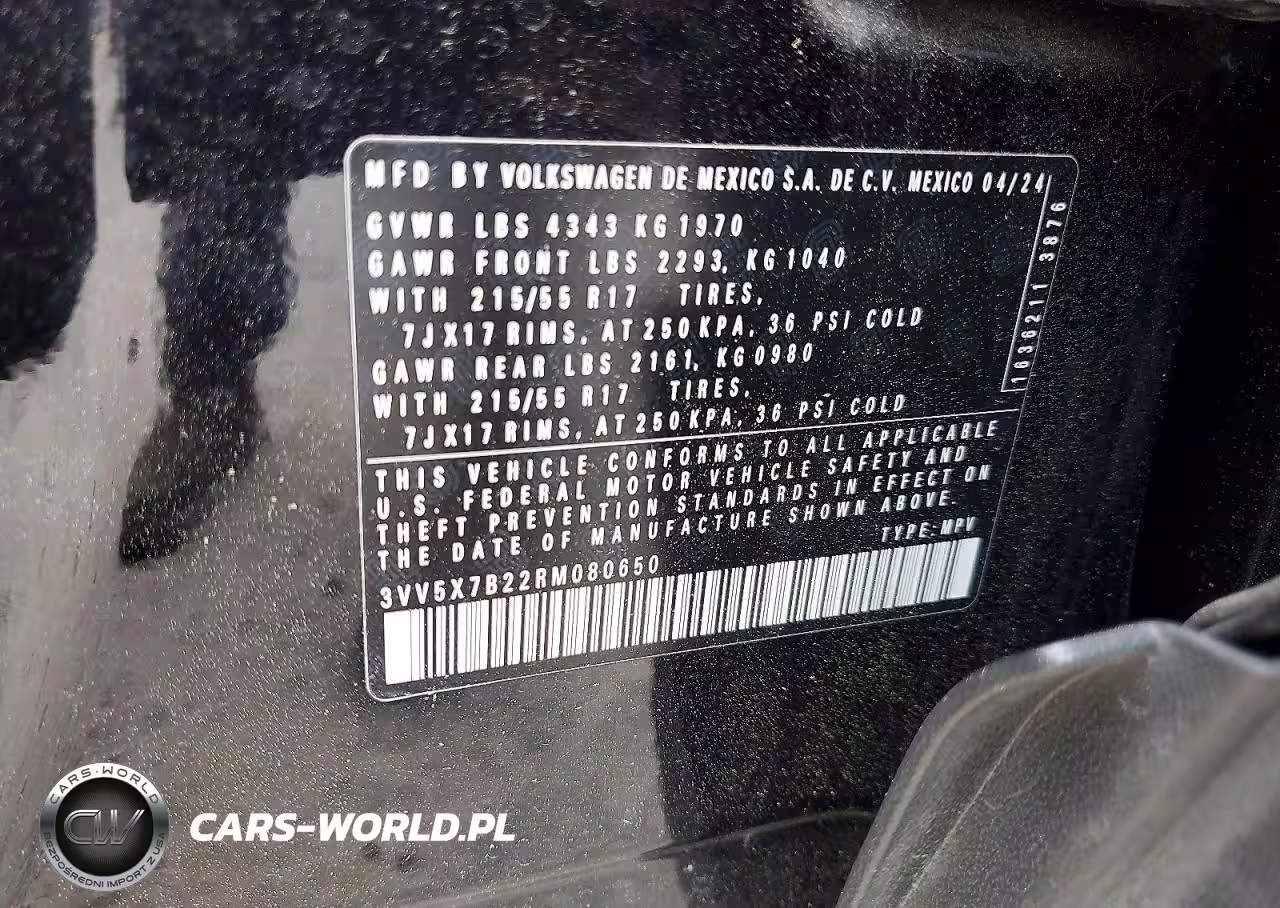 MFD BY VOLKSWAGEN DE MEXICO S.A. DE C.V. MEXICO 04/24
GVWR LBS 4343 KG 1970
GAWR FRONT LBS 2293, KG 1040
WITH 215/55 R17 TIRES,
7JX17 RIMS, AT 250 KPA, 36 PSI COLD
GAWR REAR LBS 2161, KG 0980
WITH 215/55 R17 TIRES,
7JX17 RIMS, AT 250 KPA, 36 PSI COLD
1636211 3876
THIS VEHICLE CONFORMS TO ALL APPLICABLE
U.S. FEDERAL MOTOR VEHICLE SAFETY AND
THEFT PREVENTION STANDARDS IN EFFECT ON
THE DATE OF MANUFACTURE SHOWN ABOVE.
TYPE: MPV
3VV5X7B22RM080650
CARS-WORLD
CW
BEZPOŚREDNI IMPORT Z USA
CARS-WORLD.PL